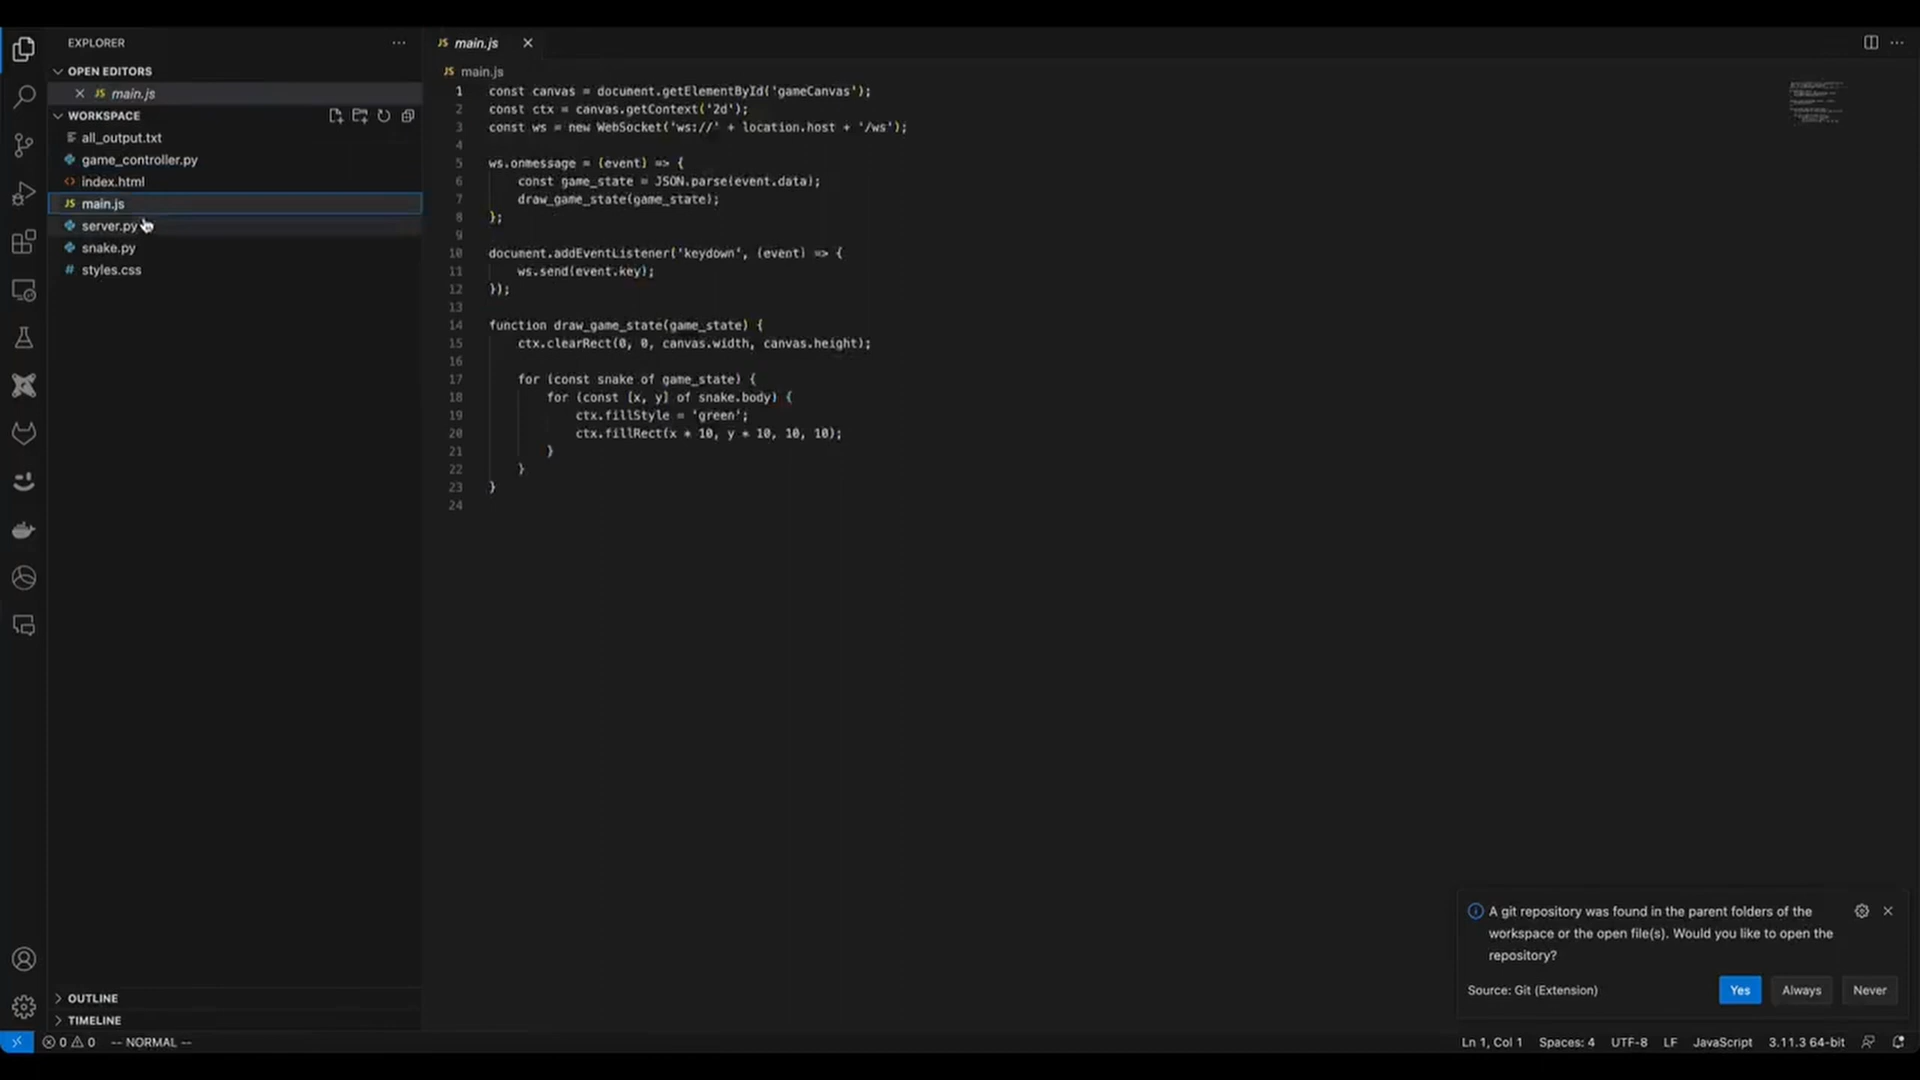 EXPLORER
OPEN EDITORS
JS main.js
WORKSPACE
all_output.txt
game_controller.py
<> index.html
JS main.js
server.py
snake.py
# styles.css
OUTLINE
TIMELINE
JS main.js
JS main.js
1 const canvas = document.getElementById('gameCanvas');
2 const ctx = canvas.getContext('2d');
3 const ws = new WebSocket('ws://' + location.host + '/ws');
4
5 ws.onmessage = (event) => {
6 const game_state = JSON.parse(event.data);
7 draw_game_state(game_state);
8 };
9
10 document.addEventListener('keydown', (event) => {
11 ws.send(event.key);
12 });
13
14 function draw_game_state(game_state) {
15 ctx.clearRect(0, 0, canvas.width, canvas.height);
16
17 for (const snake of game_state) {
18 for (const [x, y] of snake.body) {
19 ctx.fillStyle = 'green';
20 ctx.fillRect(x * 10, y * 10, 10, 10);
21 }
22 }
23 }
24
A git repository was found in the parent folders of the
workspace or the open file(s). Would you like to open the
repository?
Source: Git (Extension)
Yes
Always
Never
0 0 -- NORMAL --
Ln 1, Col 1 Spaces: 4 UTF-8 LF JavaScript 3.11.3 64-bit